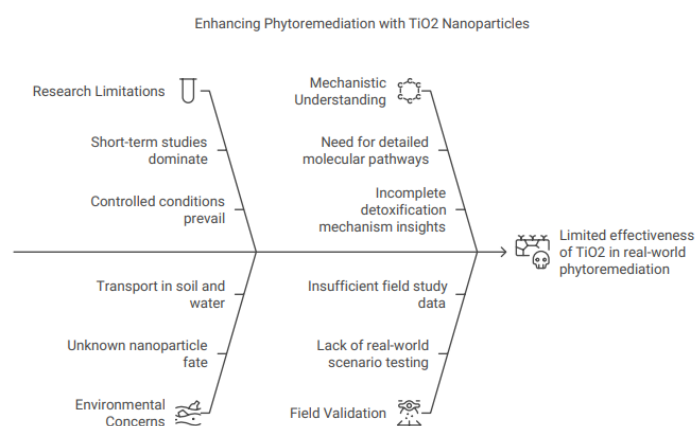 Enhancing Phytoremediation with TiO2 Nanoparticles
Research Limitations
Short-term studies
dominate
Controlled conditions
prevail
Mechanistic
Understanding
Need for detailed
molecular pathways
Incomplete
detoxification
mechanism insights
Limited effectiveness
of TiO2 in real-world
phytoremediation
Transport in soil and
water
Unknown nanoparticle
fate
Environmental
Concerns
Insufficient field study
data
Lack of real-world
scenario testing
Field Validation